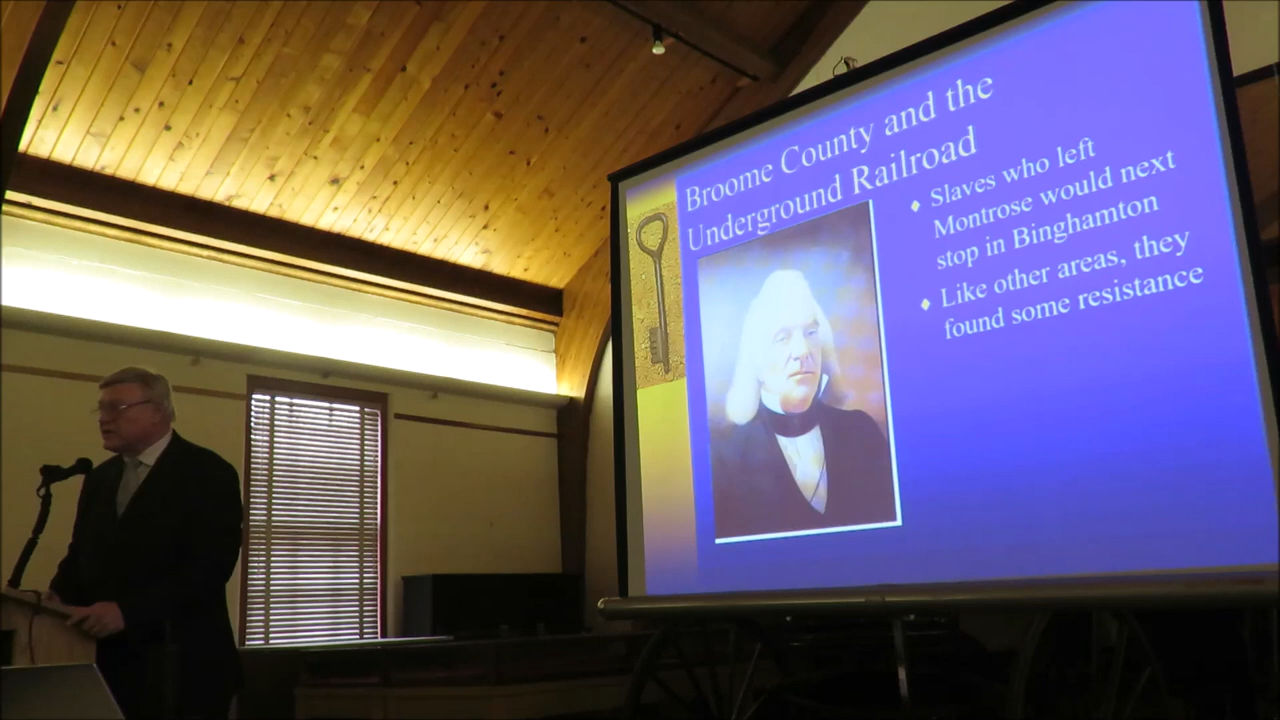 Broome County and the
Underground Railroad
♦ Slaves who left
Montrose would next
stop in Binghamton
♦ Like other areas, they
found some resistance